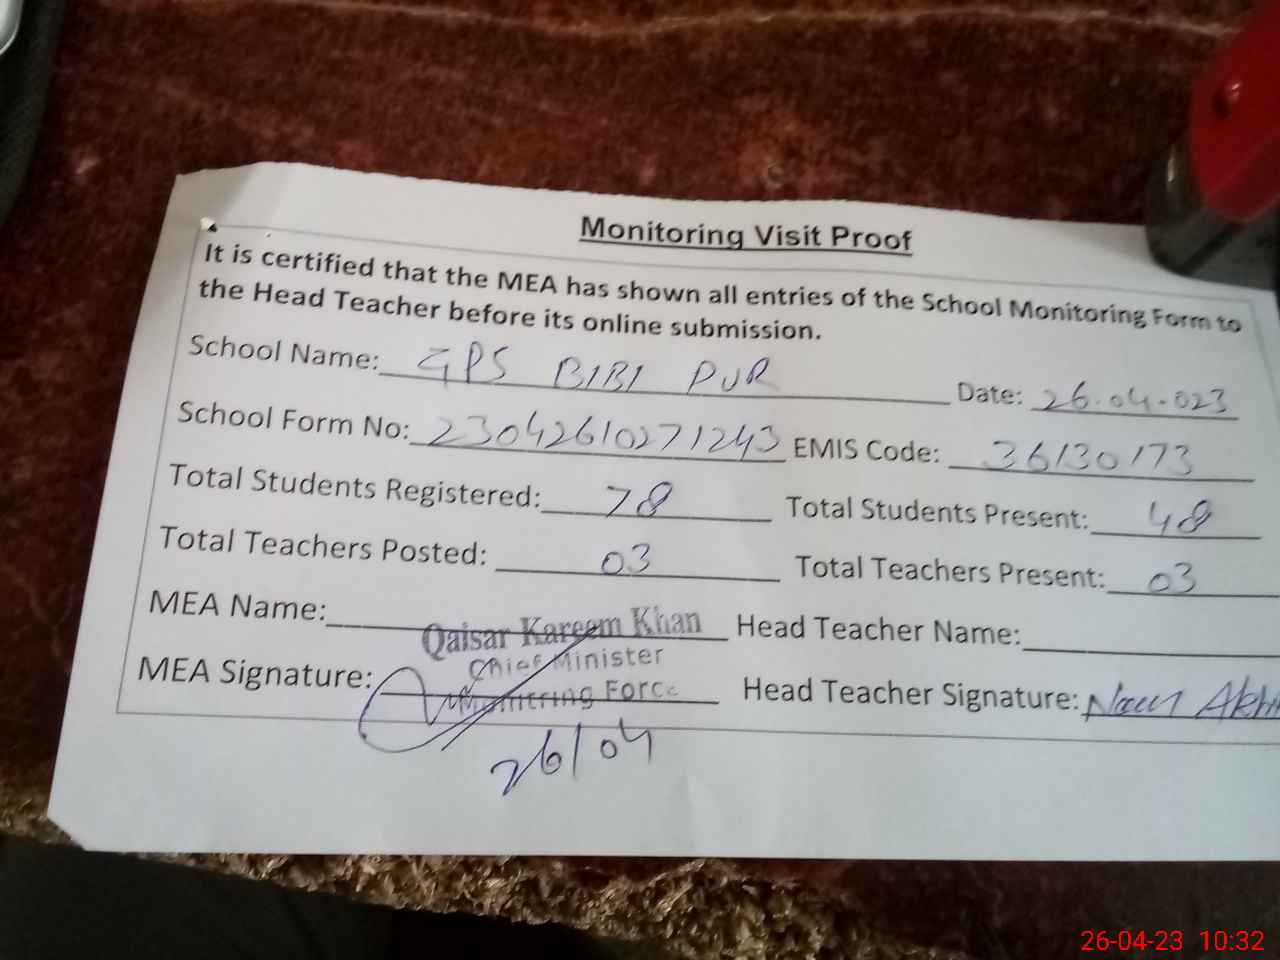 Monitoring Visit Proof
It is certified that the MEA has shown all entries of the School Monitoring Form to
the Head Teacher before its online submission.
School Name: GPS BIBI PUR Date: 26.04.023
School Form No: 23042610271243 EMIS Code: 36130173
Total Students Registered: 78 Total Students Present: 48
Total Teachers Posted: 03 Total Teachers Present: 03
MEA Name: Qaisar Kareem Khan Head Teacher Name:
Chief Minister
MEA Signature: Monitring Force Head Teacher Signature:
26/04
26-04-23 10:32